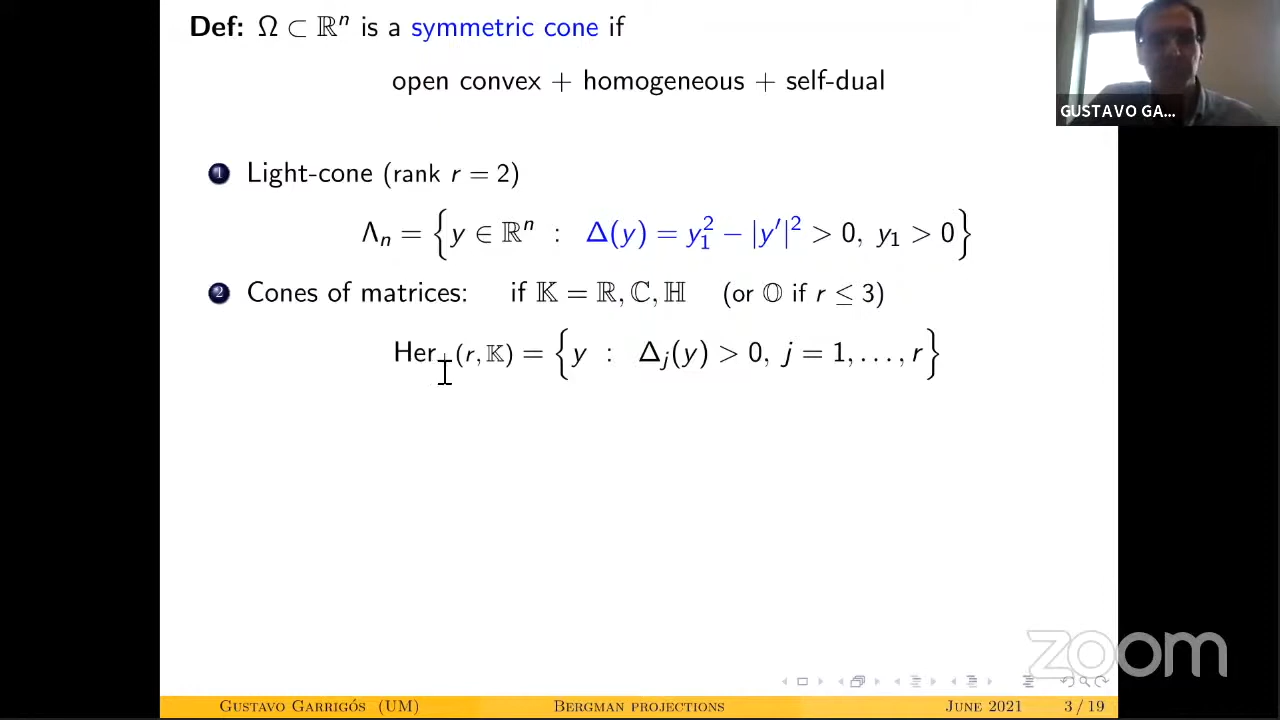 Def: Ω ⊂ ℝⁿ is a symmetric cone if
open convex + homogeneous + self-dual
GUSTAVO GA...
1 Light-cone (rank r = 2)
Λₙ = { y ∈ ℝⁿ : Δ(y) = y₁² − |y′|² > 0, y₁ > 0 }
2 Cones of matrices: if 𝕂 = ℝ, ℂ, ℍ (or 𝕆 if r ≤ 3)
Her₊(r, 𝕂) = { y : Δⱼ(y) > 0, j = 1, . . . , r }
zoom
Gustavo Garrigós (UM) Bergman projections June 2021 3 / 19